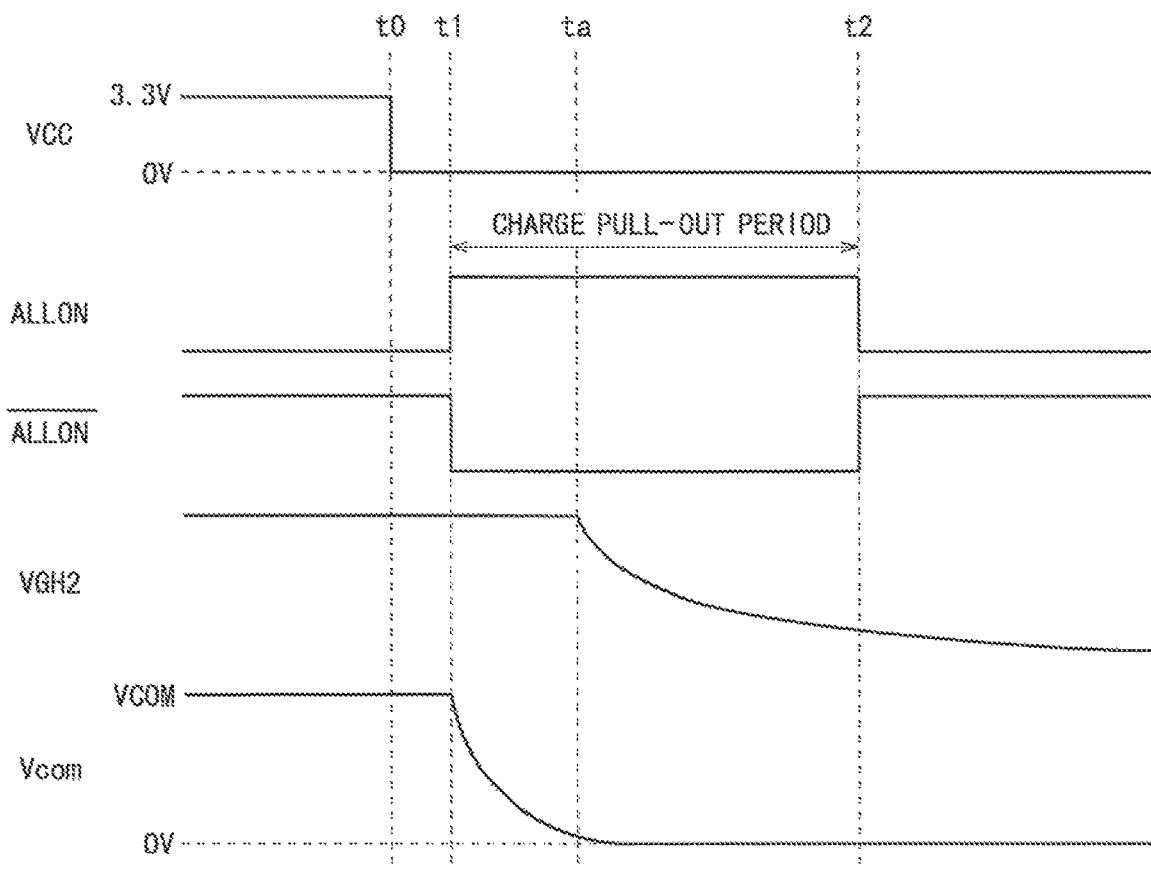 t0 t1 ta t2
3.3V
VCC
0V
CHARGE PULL-OUT PERIOD
ALLON
ALLON
VGH2
VCOM
Vcom
0V